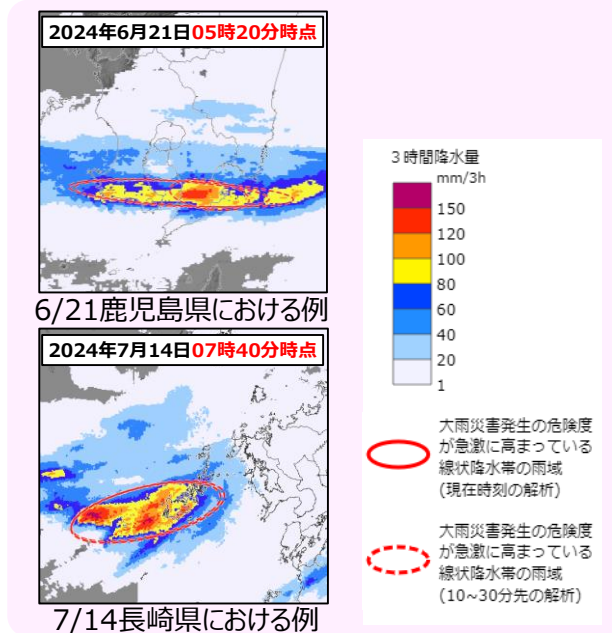 2024年6月21日05時20分時点
6/21鹿児島県における例
2024年7月14日07時40分時点
7/14長崎県における例
3時間降水量
mm/3h
150
120
100
80
60
40
20
1
大雨災害発生の危険度
が急激に高まっている
線状降水帯の雨域
(現在時刻の解析)
大雨災害発生の危険度
が急激に高まっている
線状降水帯の雨域
(10~30分先の解析)